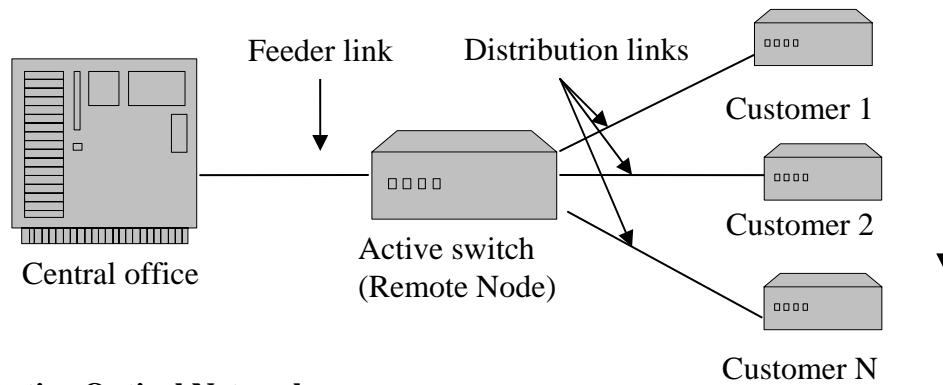 Feeder link
Distribution links
Customer 1
Customer 2
Active switch
(Remote Node)
Central office
Customer N